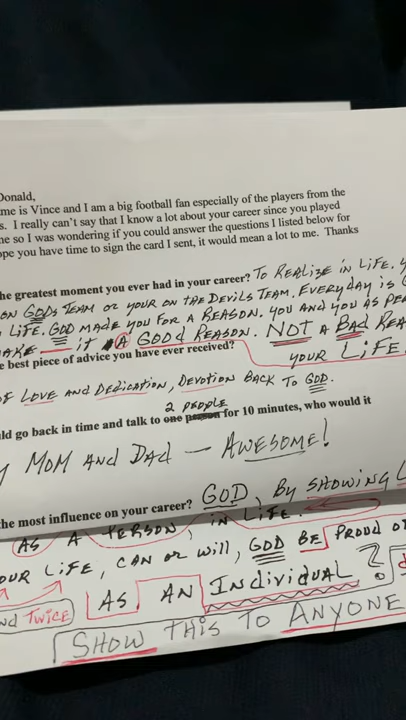 Donald,
me is Vince and I am a big football fan especially of the players from the
s. I really can't say that I know a lot about your career since you played
ne so I was wondering if you could answer the questions I listed below for
ope you have time to sign the card I sent, it would mean a lot to me. Thanks
he greatest moment you ever had in your career? TO REALIZE IN LIFE, Y
ON GODS TEAM OR YOUR ON THE DEVILS TEAM. EVERYDAY IS G
LIFE. GOD MADE YOU FOR A REASON. YOU AND YOU AS PE
AKE IT A GOOD REASON. NOT A BAD REA
e best piece of advice you have ever received? YOUR LIFE.
OF LOVE AND DEDICATION, DEVOTION BACK TO GOD.
2 PEOPLE
ld go back in time and talk to one person for 10 minutes, who would it
Y MOM AND DAD — AWESOME!
the most influence on your career? GOD, BY SHOWING
AS A PERSON, IN LIFE.
OUR LIFE, CAN OR WILL, GOD BE PROUD O
AS AN INDIVIDUAL ?
ND TWICE
SHOW THIS TO ANYONE